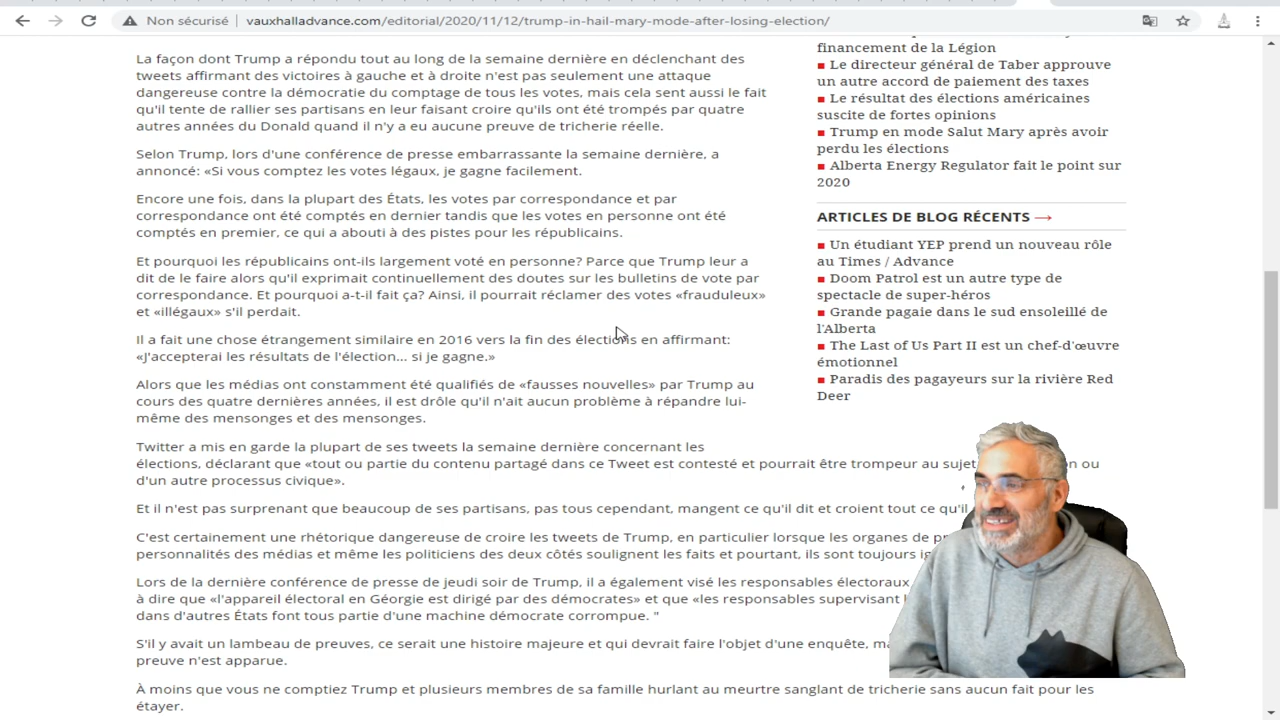 Non sécurisé | vauxhalladvance.com/editorial/2020/11/12/trump-in-hail-mary-mode-after-losing-election/
La façon dont Trump a répondu tout au long de la semaine dernière en déclenchant des
tweets affirmant des victoires à gauche et à droite n'est pas seulement une attaque
dangereuse contre la démocratie du comptage de tous les votes, mais cela sent aussi le fait
qu'il tente de rallier ses partisans en leur faisant croire qu'ils ont été trompés par quatre
autres années du Donald quand il n'y a eu aucune preuve de tricherie réelle.
Selon Trump, lors d'une conférence de presse embarrassante la semaine dernière, a
annoncé: «Si vous comptez les votes légaux, je gagne facilement.
Encore une fois, dans la plupart des États, les votes par correspondance et par
correspondance ont été comptés en dernier tandis que les votes en personne ont été
comptés en premier, ce qui a abouti à des pistes pour les républicains.
Et pourquoi les républicains ont-ils largement voté en personne? Parce que Trump leur a
dit de le faire alors qu'il exprimait continuellement des doutes sur les bulletins de vote par
correspondance. Et pourquoi a-t-il fait ça? Ainsi, il pourrait réclamer des votes «frauduleux»
et «illégaux» s'il perdait.
Il a fait une chose étrangement similaire en 2016 vers la fin des élections en affirmant:
«J'accepterai les résultats de l'élection... si je gagne.»
Alors que les médias ont constamment été qualifiés de «fausses nouvelles» par Trump au
cours des quatre dernières années, il est drôle qu'il n'ait aucun problème à répandre lui-
même des mensonges et des mensonges.
Twitter a mis en garde la plupart de ses tweets la semaine dernière concernant les
élections, déclarant que «tout ou partie du contenu partagé dans ce Tweet est contesté et pourrait être trompeur au sujet ou
d'un autre processus civique».
Et il n'est pas surprenant que beaucoup de ses partisans, pas tous cependant, mangent ce qu'il dit et croient tout ce qu'il
C'est certainement une rhétorique dangereuse de croire les tweets de Trump, en particulier lorsque les organes de
personnalités des médias et même les politiciens des deux côtés soulignent les faits et pourtant, ils sont toujours
Lors de la dernière conférence de presse de jeudi soir de Trump, il a également visé les responsables électoraux
à dire que «l'appareil électoral en Géorgie est dirigé par des démocrates» et que «les responsables supervisant
dans d'autres États font tous partie d'une machine démocrate corrompue. "
S'il y avait un lambeau de preuves, ce serait une histoire majeure et qui devrait faire l'objet d'une enquête,
preuve n'est apparue.
À moins que vous ne comptiez Trump et plusieurs membres de sa famille hurlant au meurtre sanglant de tricherie sans aucun fait pour les
étayer.
financement de la Légion
Le directeur général de Taber approuve
un autre accord de paiement des taxes
Le résultat des élections américaines
suscite de fortes opinions
Trump en mode Salut Mary après avoir
perdu les élections
Alberta Energy Regulator fait le point sur
2020
ARTICLES DE BLOG RÉCENTS →
Un étudiant YEP prend un nouveau rôle
au Times / Advance
Doom Patrol est un autre type de
spectacle de super-héros
Grande pagaie dans le sud ensoleillé de
l'Alberta
The Last of Us Part II est un chef-d'œuvre
émotionnel
Paradis des pagayeurs sur la rivière Red
Deer